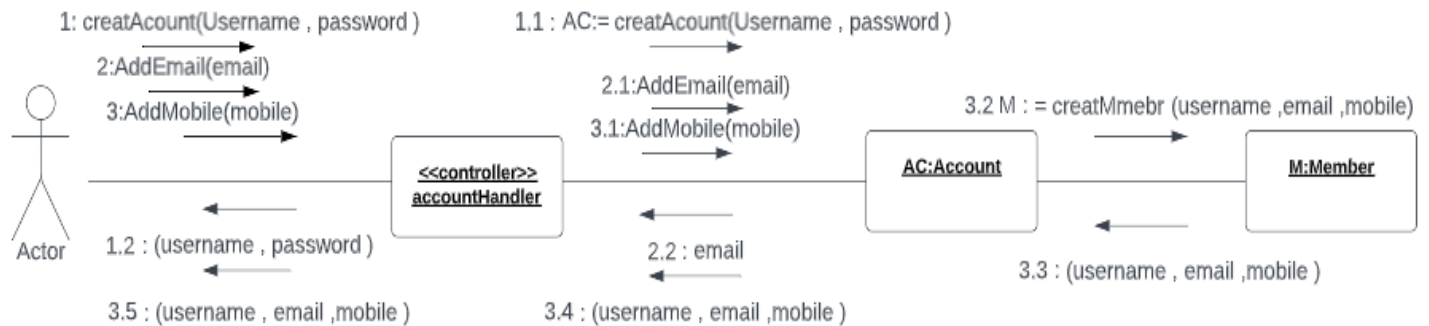 1: creatAcount(Username , password )
1.1 : AC:= creatAcount(Username , password )
2:AddEmail(email)
2.1:AddEmail(email)
3:AddMobile(mobile)
3.2 M : = creatMmebr (username ,email ,mobile)
3.1:AddMobile(mobile)
<<controller>>
accountHandler
AC:Account
M:Member
Actor
1.2 : (username , password )
2.2 : email
3.3 : (username , email ,mobile )
3.5 : (username , email ,mobile )
3.4 : (username , email ,mobile )